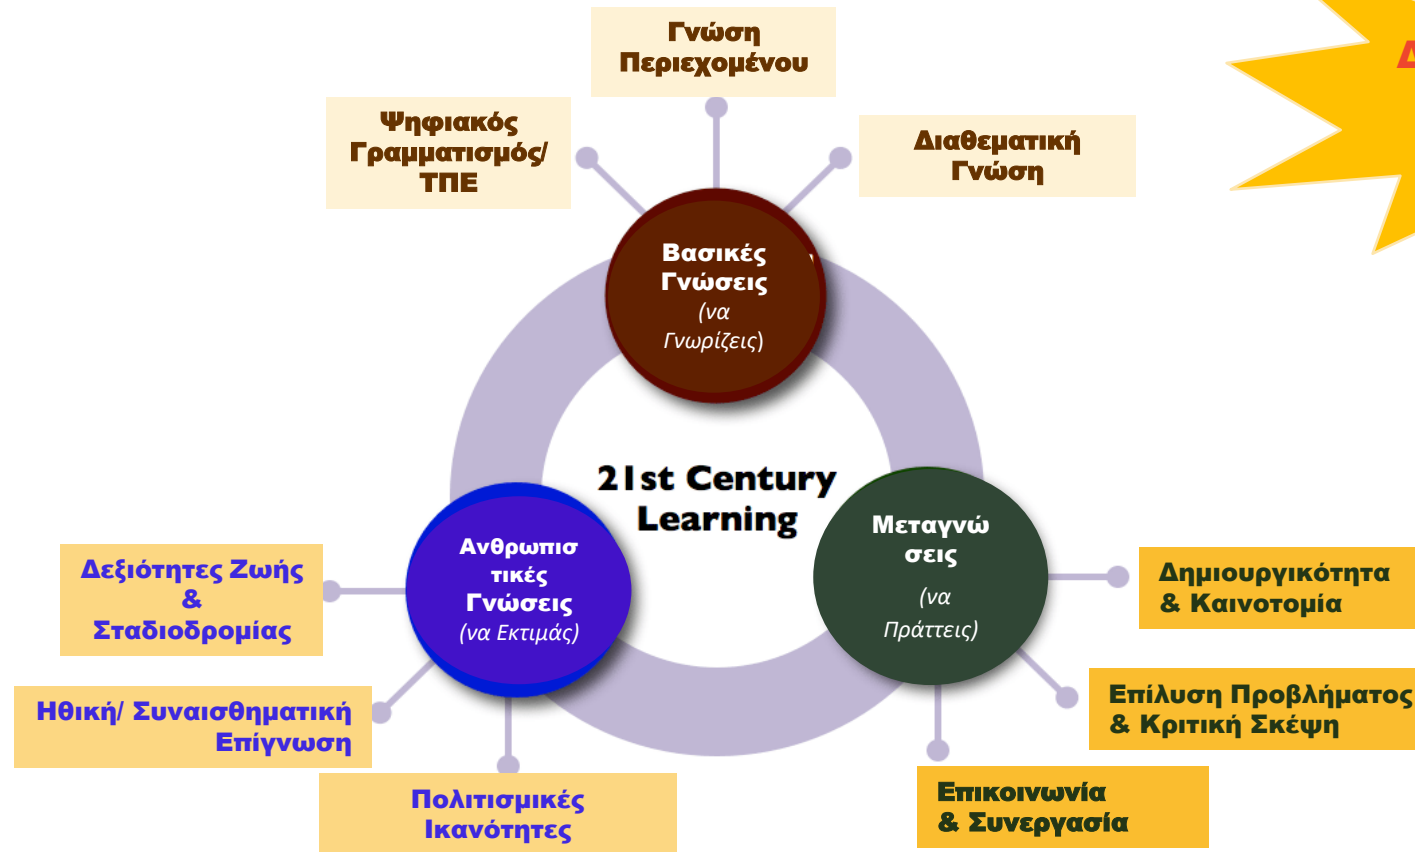 Γνώση
Περιεχομένου
Ψηφιακός
Γραμματισμός/
ΤΠΕ
Διαθεματική
Γνώση
Βασικές
Γνώσεις
(να
Γνωρίζεις)
21st Century
Learning
Ανθρωπισ
τικές
Γνώσεις
(να Εκτιμάς)
Μεταγνώ
σεις
(να
Πράττεις)
Δεξιότητες Ζωής
&
Σταδιοδρομίας
Ηθική/ Συναισθηματική
Επίγνωση
Πολιτισμικές
Ικανότητες
Δημιουργικότητα
& Καινοτομία
Επίλυση Προβλήματος
& Κριτική Σκέψη
Επικοινωνία
& Συνεργασία